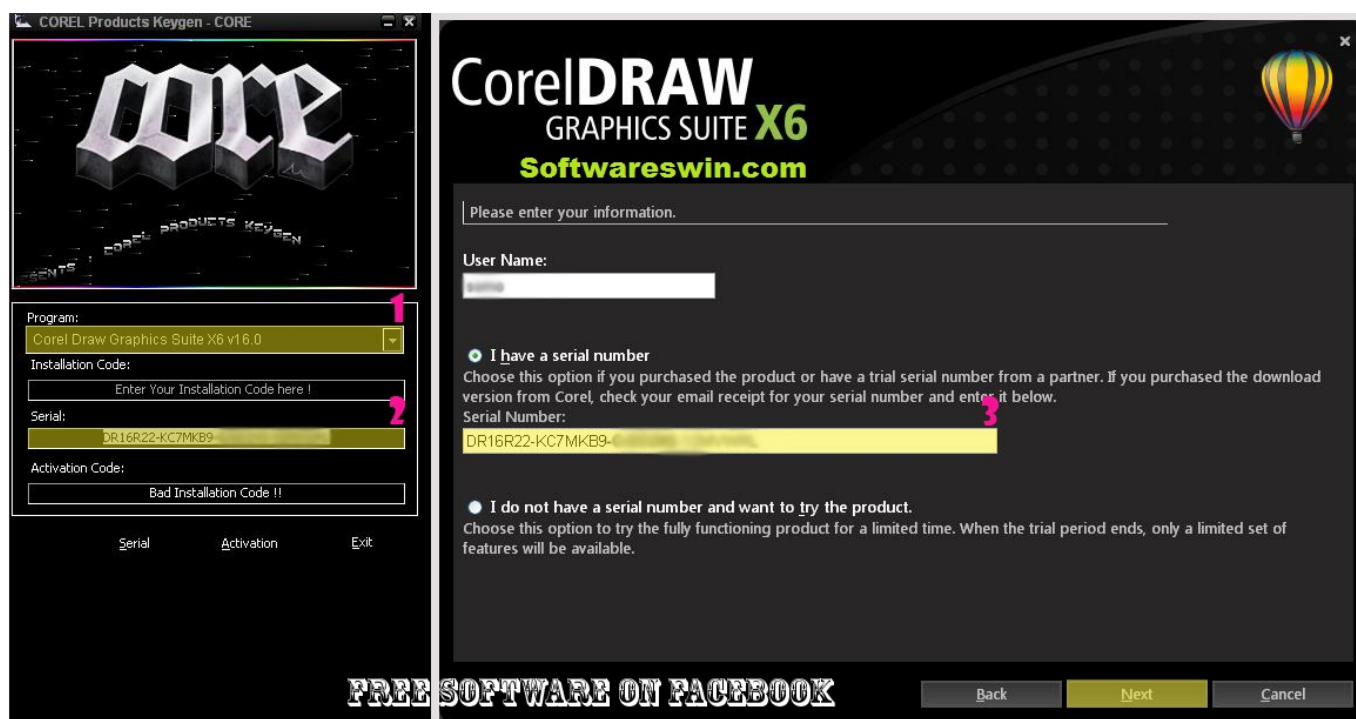 COREL Products Keygen - CORE
core
COREL PRODUCTS KEYGEN
1
Program:
Corel Draw Graphics Suite X6 v16.0
Installation Code:
Enter Your Installation Code here !
2
Serial:
DR16R22-KC7MKB9
Activation Code:
Bad Installation Code !!
Serial Activation Exit
CorelDRAW
GRAPHICS SUITE X6
Softwareswin.com
Please enter your information.
User Name:
I have a serial number
Choose this option if you purchased the product or have a trial serial number from a partner. If you purchased the download
version from Corel, check your email receipt for your serial number and enter it below.
3
Serial Number:
DR16R22-KC7MKB9-
I do not have a serial number and want to try the product.
Choose this option to try the fully functioning product for a limited time. When the trial period ends, only a limited set of
features will be available.
FREE SOFTWARE ON FACEBOOK
Back Next Cancel